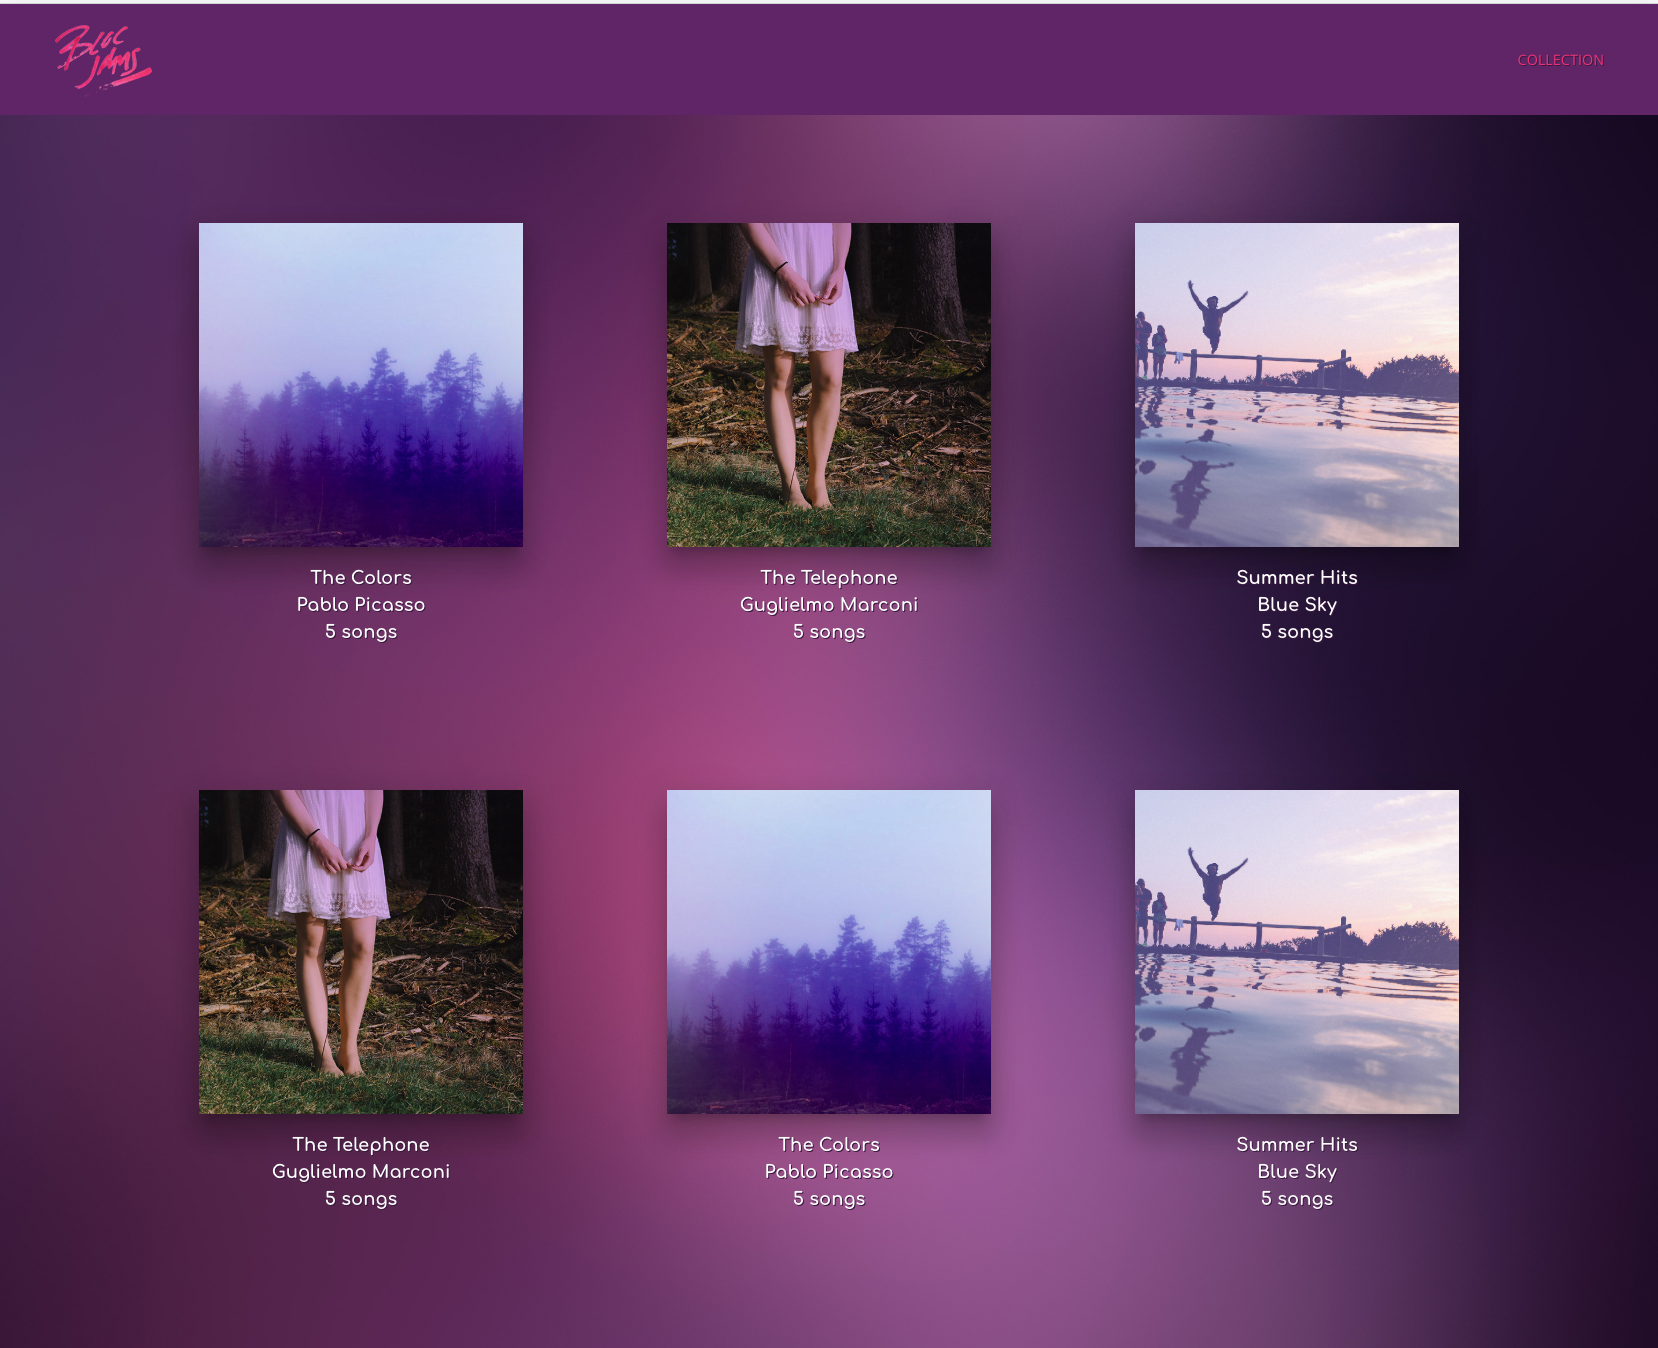 Bloc
Jams
COLLECTION
The Colors
Pablo Picasso
5 songs
The Telephone
Guglielmo Marconi
5 songs
Summer Hits
Blue Sky
5 songs
The Telephone
Guglielmo Marconi
5 songs
The Colors
Pablo Picasso
5 songs
Summer Hits
Blue Sky
5 songs